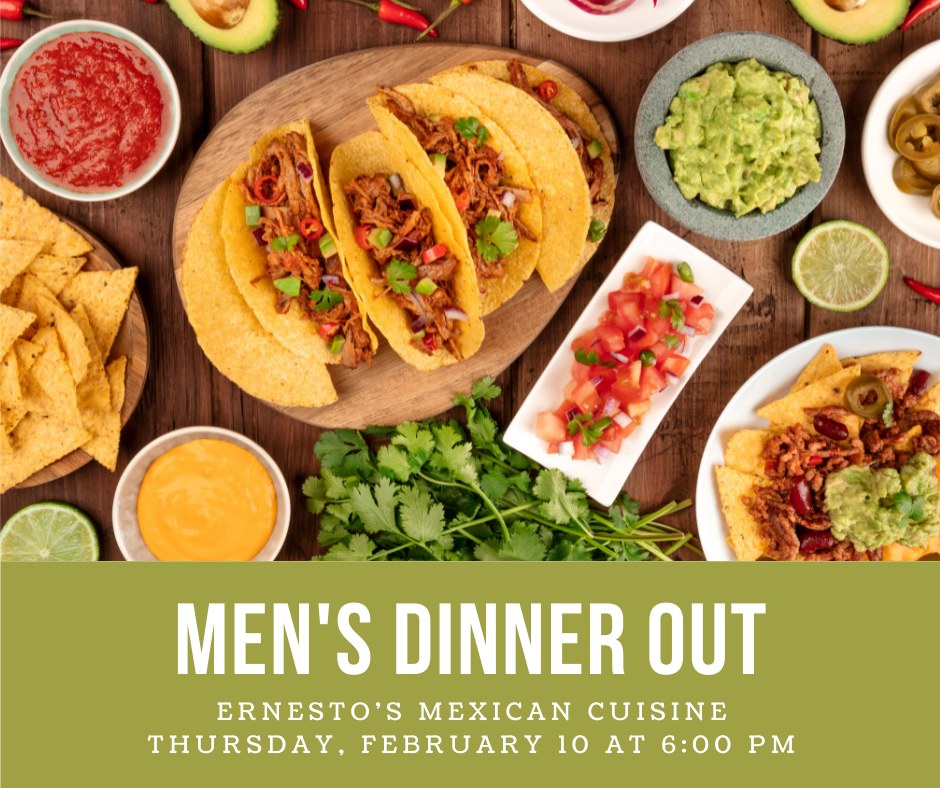 MEN'S DINNER OUT
ERNESTO’S MEXICAN CUISINE
THURSDAY, FEBRUARY 10 AT 6:00 PM